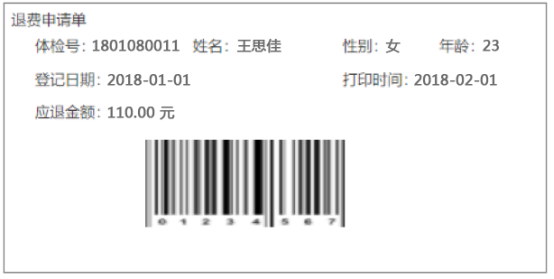 退费申请单
体检号：1801080011 姓名：王思佳 性别：女 年龄：23
登记日期：2018-01-01 打印时间：2018-02-01
应退金额：110.00 元
0 1 2 3 4 5 6 7